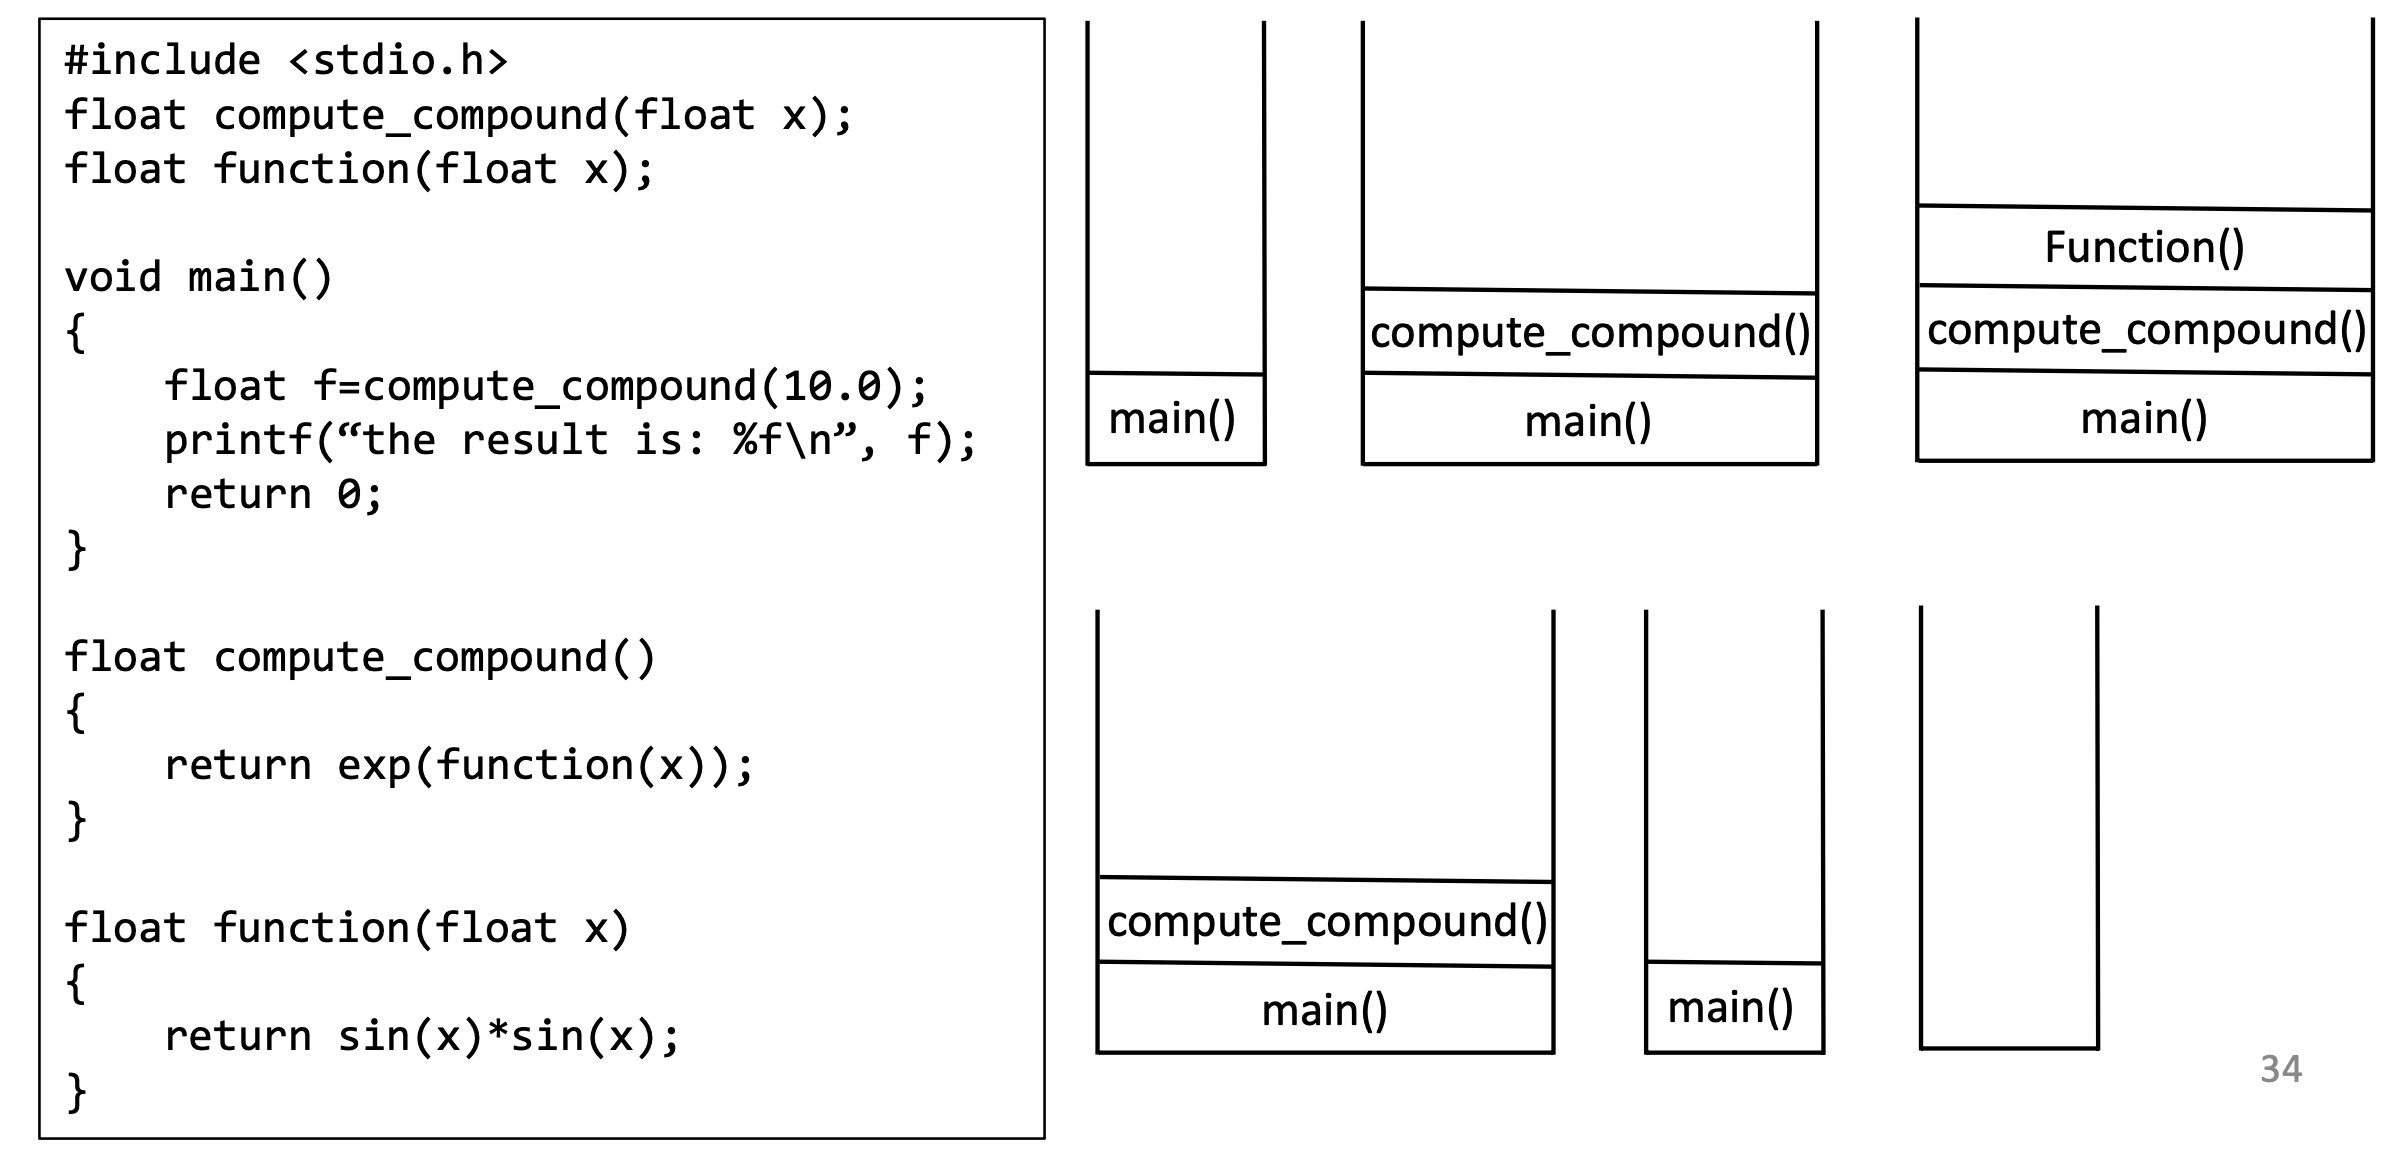 #include <stdio.h>
float compute_compound(float x);
float function(float x);
void main()
{
    float f=compute_compound(10.0);
    printf(“the result is: %f\n”, f);
    return 0;
}
float compute_compound()
{
    return exp(function(x));
}
float function(float x)
{
    return sin(x)*sin(x);
}
main()
compute_compound()
main()
Function()
compute_compound()
main()
compute_compound()
main()
main()
34